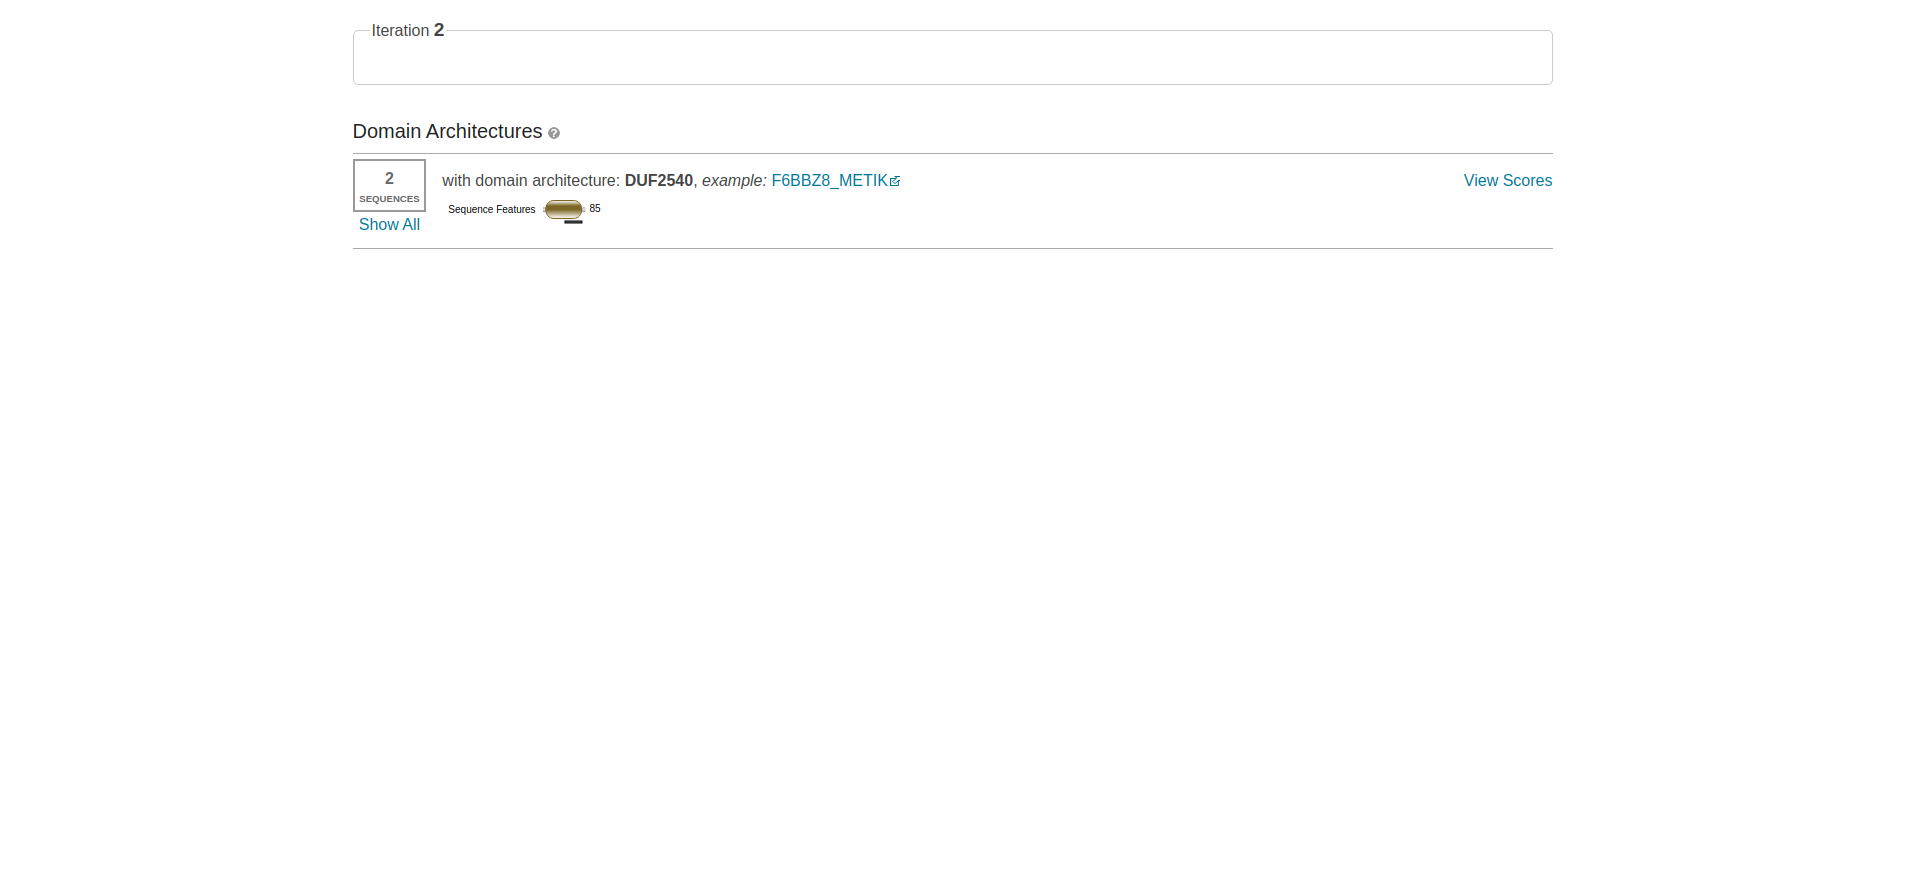 Iteration 2
Domain Architectures ?
2
SEQUENCES
Show All
with domain architecture: DUF2540, example: F6BBZ8_METIK
View Scores
Sequence Features 85